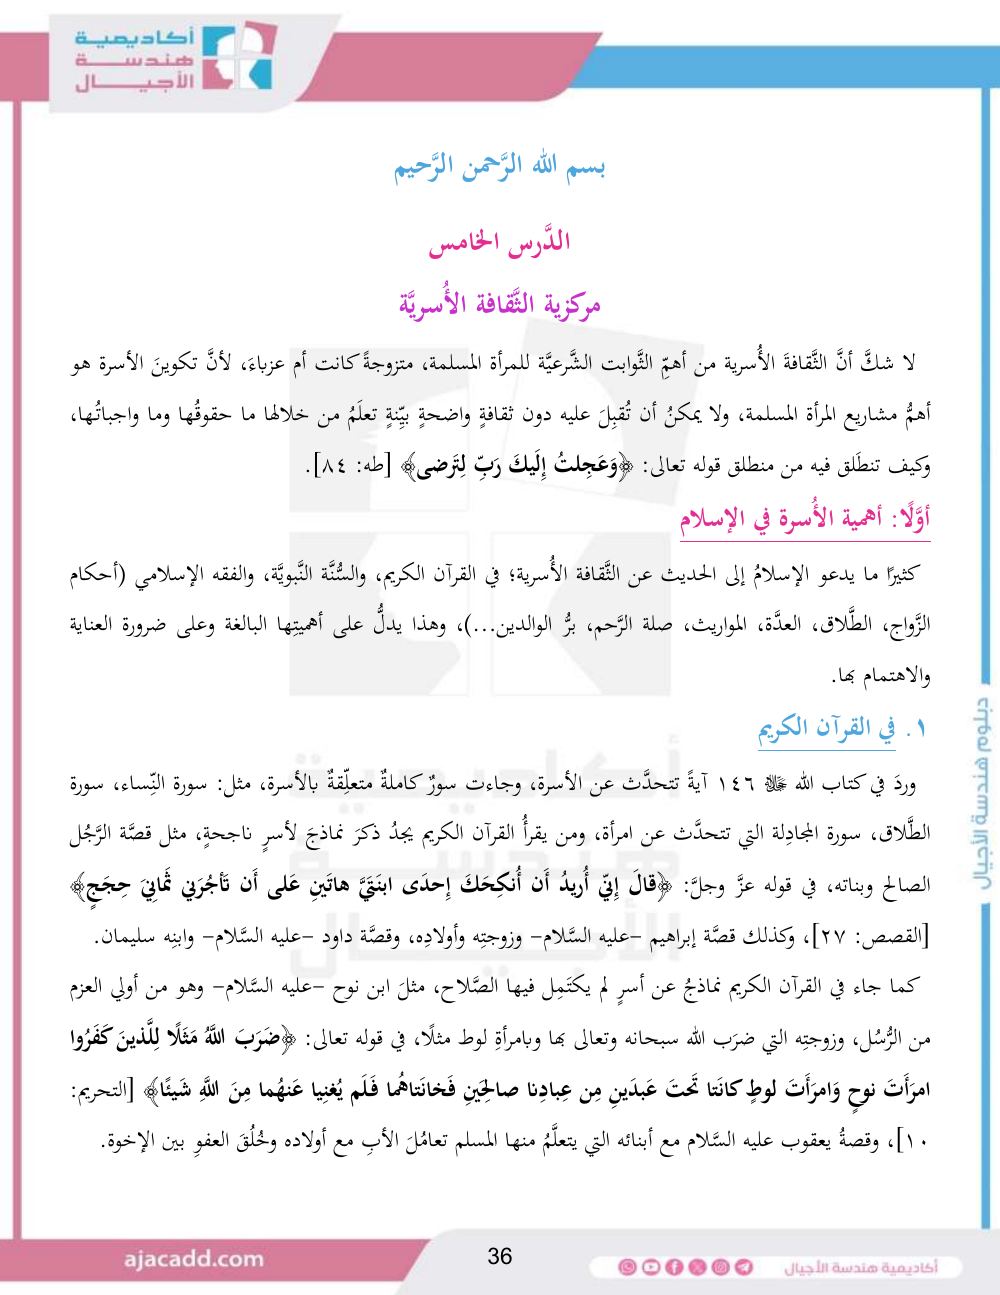 أكاديمية
هندسة
الأجيال
بسم الله الرَّحمن الرَّحيم
الدَّرس الخامس
مركزية الثَّقافة الأُسريَّة
لا شكَّ أنَّ الثَّقافةَ الأُسرية من أهمِّ الثَّوابت الشَّرعيَّة للمرأة المسلمة، متزوجةً كانت أم عزباءَ، لأنَّ تكوينَ الأسرة هو
أهمُّ مشاريع المرأة المسلمة، ولا يمكنُ أن تُقبِلَ عليه دون ثقافةٍ واضحةٍ بيِّنةٍ تعلَمُ من خلالها ما حقوقُها وما واجباتُها،
وكيف تنطَلق فيه من منطلق قوله تعالى: ﴿وَعَجِلتُ إِلَيكَ رَبِّ لِتَرضى﴾ [طه: ٨٤].
أوَّلًا: أهمية الأُسرة في الإسلام
كثيرًا ما يدعو الإسلامُ إلى الحديث عن الثَّقافة الأُسرية؛ في القرآن الكريم، والسُّنَّة النَّبويَّة، والفقه الإسلامي (أحكام
الزَّواج، الطَّلاق، العدَّة، المواريث، صلة الرَّحم، برُّ الوالدين...)، وهذا يدلُّ على أهميتِها البالغة وعلى ضرورة العناية
والاهتمام بها.
١. في القرآن الكريم
وردَ في كتاب الله ﷻ ١٤٦ آيةً تتحدَّث عن الأسرة، وجاءت سورٌ كاملةٌ متعلِّقةٌ بالأسرة، مثل: سورة النِّساء، سورة
الطَّلاق، سورة المجادِلة التي تتحدَّث عن امرأة، ومن يقرأُ القرآن الكريم يجدُ ذكرَ نماذجَ لأسرٍ ناجحةٍ، مثل قصَّة الرَّجُل
الصالح وبناته، في قوله عزَّ وجلَّ: ﴿قالَ إِنّي أُريدُ أَن أُنكِحَكَ إِحدَى ابنَتَيَّ هاتَينِ عَلى أَن تَأجُرَني ثَمانِيَ حِجَجٍ﴾
[القصص: ٢٧]، وكذلك قصَّة إبراهيم –عليه السَّلام– وزوجتِه وأولادِه، وقصَّة داود –عليه السَّلام– وابنِه سليمان.
كما جاء في القرآن الكريم نماذجُ عن أسرٍ لم يكتَمِل فيها الصَّلاح، مثلَ ابن نوح –عليه السَّلام– وهو من أولي العزم
من الرُّسُل، وزوجتِه التي ضرَب الله سبحانه وتعالى بها وبامرأةِ لوط مثلًا، في قوله تعالى: ﴿ضَرَبَ اللَّهُ مَثَلًا لِلَّذينَ كَفَرُوا
امرَأَتَ نوحٍ وَامرَأَتَ لوطٍ كانَتا تَحتَ عَبدَينِ مِن عِبادِنا صالِحَينِ فَخانَتاهُما فَلَم يُغنِيا عَنهُما مِنَ اللَّهِ شَيئًا﴾ [التحريم:
١٠]، وقصةُ يعقوب عليه السَّلام مع أبنائه التي يتعلَّمُ منها المسلم تعامُلَ الأبِ مع أولاده وخُلُقَ العفوِ بين الإخوة.
أكاديمية
هندسة
الأجيال
دبلوم هندسة الأجيال
ajacadd.com
36
أكاديمية هندسة الأجيال